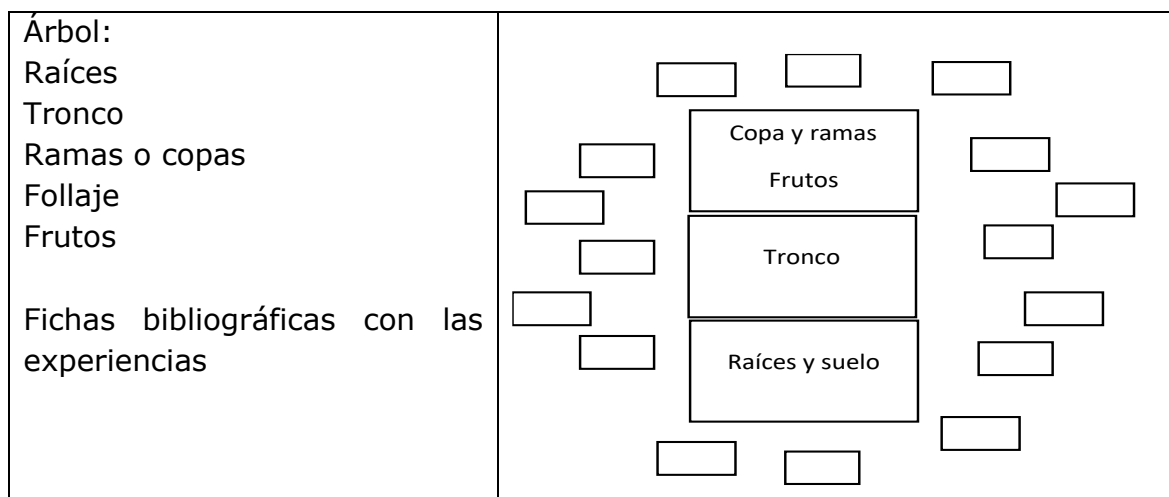 Árbol:
Raíces
Tronco
Ramas o copas
Follaje
Frutos
Fichas bibliográficas con las
experiencias
Copa y ramas
Frutos
Tronco
Raíces y suelo